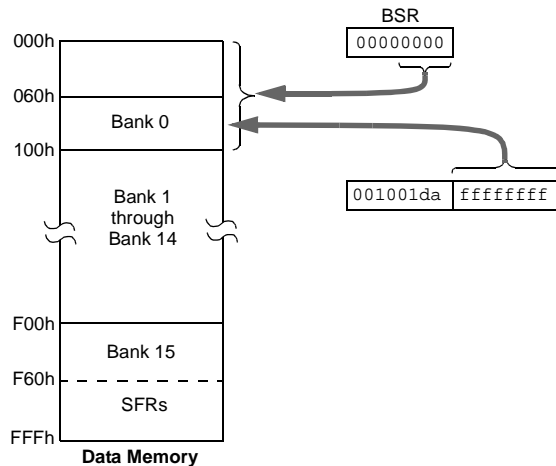 BSR
000h
00000000
060h
Bank 0
100h
001001da ffffffff
Bank 1
through
Bank 14
F00h
Bank 15
F60h
SFRs
FFFh
Data Memory